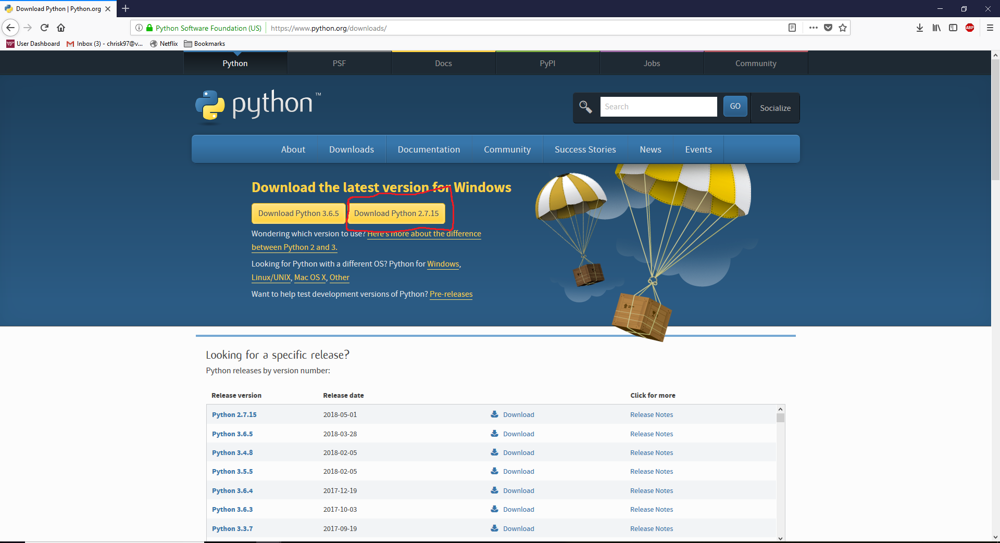 Download Python | Python.org
Python Software Foundation (US) https://www.python.org/downloads/
ABP
User Dashboard Inbox (3) - chrisk97@v... Netflix Bookmarks
Python PSF Docs PyPI Jobs Community
python™
Search GO Socialize
About Downloads Documentation Community Success Stories News Events
Download the latest version for Windows
Download Python 3.6.5 Download Python 2.7.15
Wondering which version to use? Here's more about the difference
between Python 2 and 3.
Looking for Python with a different OS? Python for Windows,
Linux/UNIX, Mac OS X, Other
Want to help test development versions of Python? Pre-releases
Looking for a specific release?
Python releases by version number:
Release version Release date Click for more
Python 2.7.15 2018-05-01 Download Release Notes
Python 3.6.5 2018-03-28 Download Release Notes
Python 3.4.8 2018-02-05 Download Release Notes
Python 3.5.5 2018-02-05 Download Release Notes
Python 3.6.4 2017-12-19 Download Release Notes
Python 3.6.3 2017-10-03 Download Release Notes
Python 3.3.7 2017-09-19 Download Release Notes